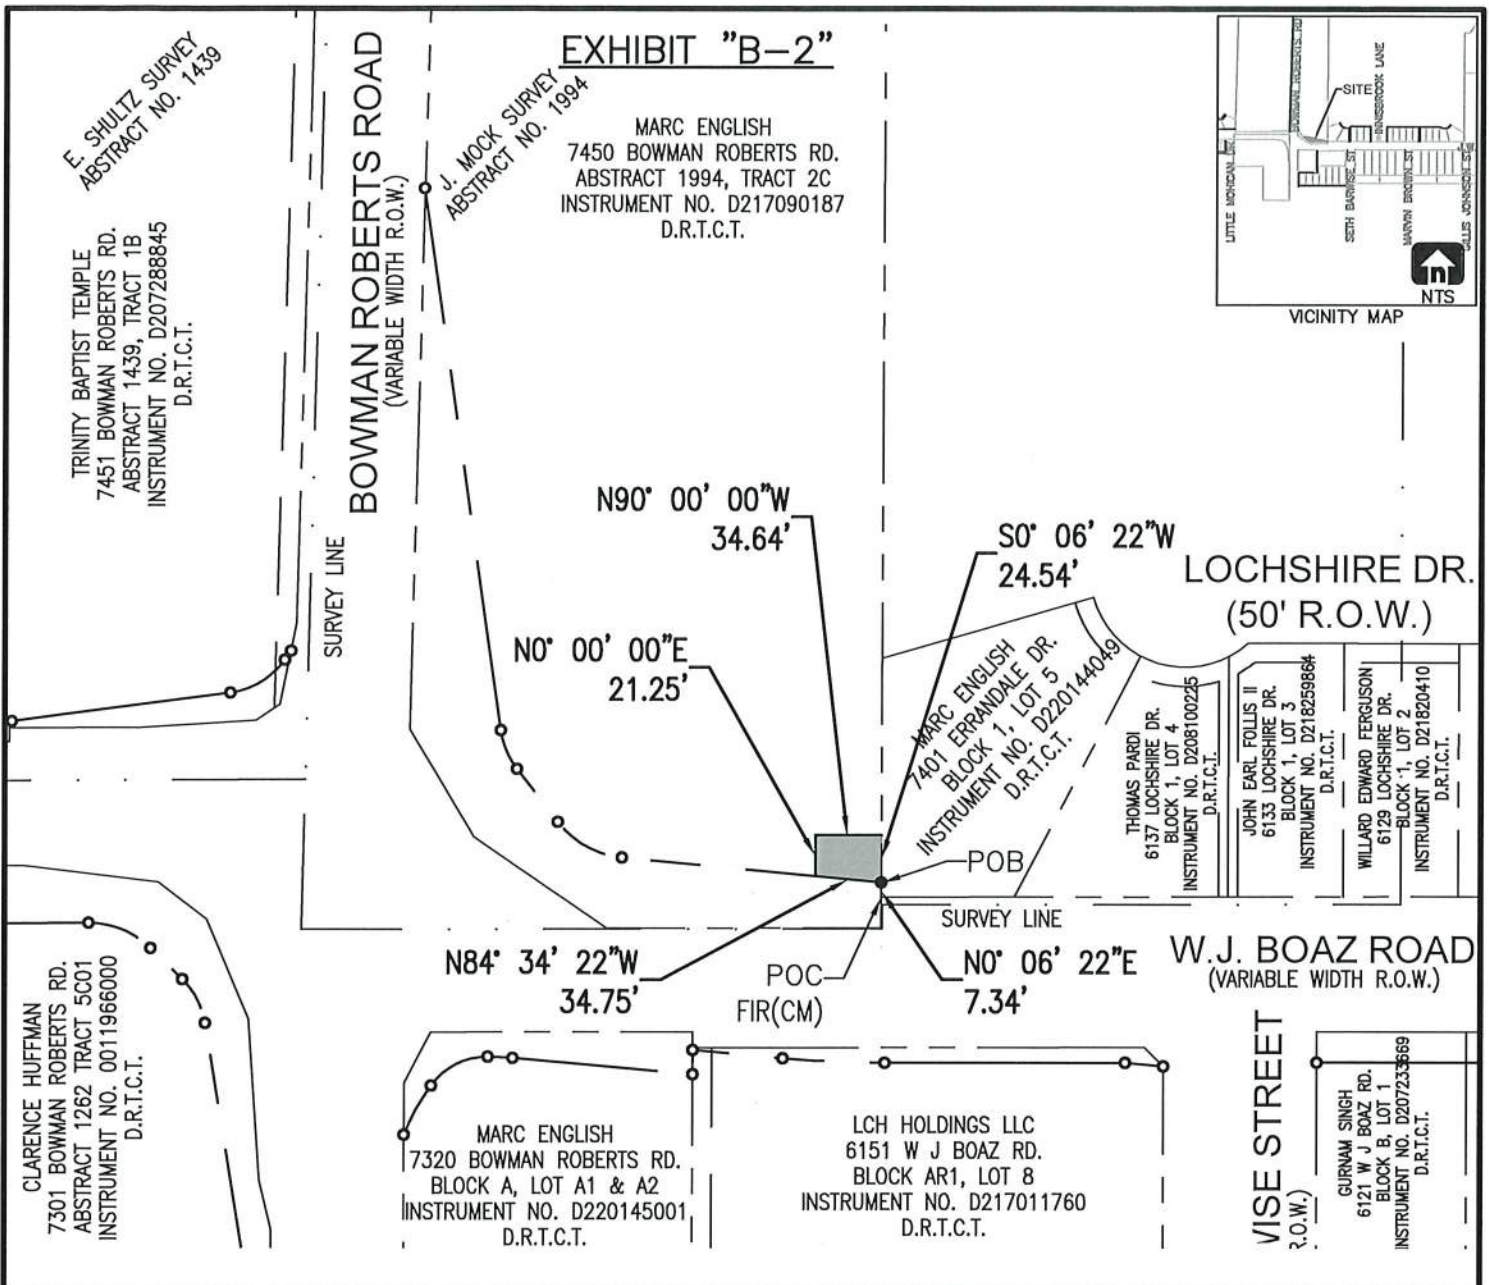 EXHIBIT "B-2"
E. SHULTZ SURVEY
ABSTRACT NO. 1439
BOWMAN ROBERTS ROAD
(VARIABLE WIDTH R.O.W.)
J. MOCK SURVEY
ABSTRACT NO. 1994
MARC ENGLISH
7450 BOWMAN ROBERTS RD.
ABSTRACT 1994, TRACT 2C
INSTRUMENT NO. D217090187
D.R.T.C.T.
BOWMAN ROBERTS RD
INNISBROOK LANE
SITE
LITTLE MOHICAN DR.
SETH BARWISE ST.
MARVIN BROWN ST
GILLIS JOHNSON ST
n
NTS
VICINITY MAP
TRINITY BAPTIST TEMPLE
7451 BOWMAN ROBERTS RD.
ABSTRACT 1439, TRACT 1B
INSTRUMENT NO. D207288845
D.R.T.C.T.
SURVEY LINE
N90° 00' 00"W
34.64'
S0° 06' 22"W
24.54'
LOCHSHIRE DR.
(50' R.O.W.)
N0° 00' 00"E
21.25'
MARC ENGLISH
7401 ERRANDALE DR.
BLOCK 1, LOT 5
INSTRUMENT NO. D220144049
D.R.T.C.T.
THOMAS PARDI
6137 LOCHSHIRE DR.
BLOCK 1, LOT 4
INSTRUMENT NO. D208100225
D.R.T.C.T.
JOHN EARL FOLLIS II
6133 LOCHSHIRE DR.
BLOCK 1, LOT 3
INSTRUMENT NO. D218259864
D.R.T.C.T.
WILLARD EDWARD FERGUSON
6129 LOCHSHIRE DR.
BLOCK 1, LOT 2
INSTRUMENT NO. D21820410
D.R.T.C.T.
POB
SURVEY LINE
N84° 34' 22"W
34.75'
POC
FIR(CM)
N0° 06' 22"E
7.34'
W.J. BOAZ ROAD
(VARIABLE WIDTH R.O.W.)
CLARENCE HUFFMAN
7301 BOWMAN ROBERTS RD.
ABSTRACT 1262 TRACT 5C01
INSTRUMENT NO. 0011966000
D.R.T.C.T.
MARC ENGLISH
7320 BOWMAN ROBERTS RD.
BLOCK A, LOT A1 & A2
INSTRUMENT NO. D220145001
D.R.T.C.T.
LCH HOLDINGS LLC
6151 W J BOAZ RD.
BLOCK AR1, LOT 8
INSTRUMENT NO. D217011760
D.R.T.C.T.
VISE STREET
R.O.W.)
GURNAM SINGH
6121 W J BOAZ RD.
BLOCK B, LOT 1
INSTRUMENT NO. D207233669
D.R.T.C.T.